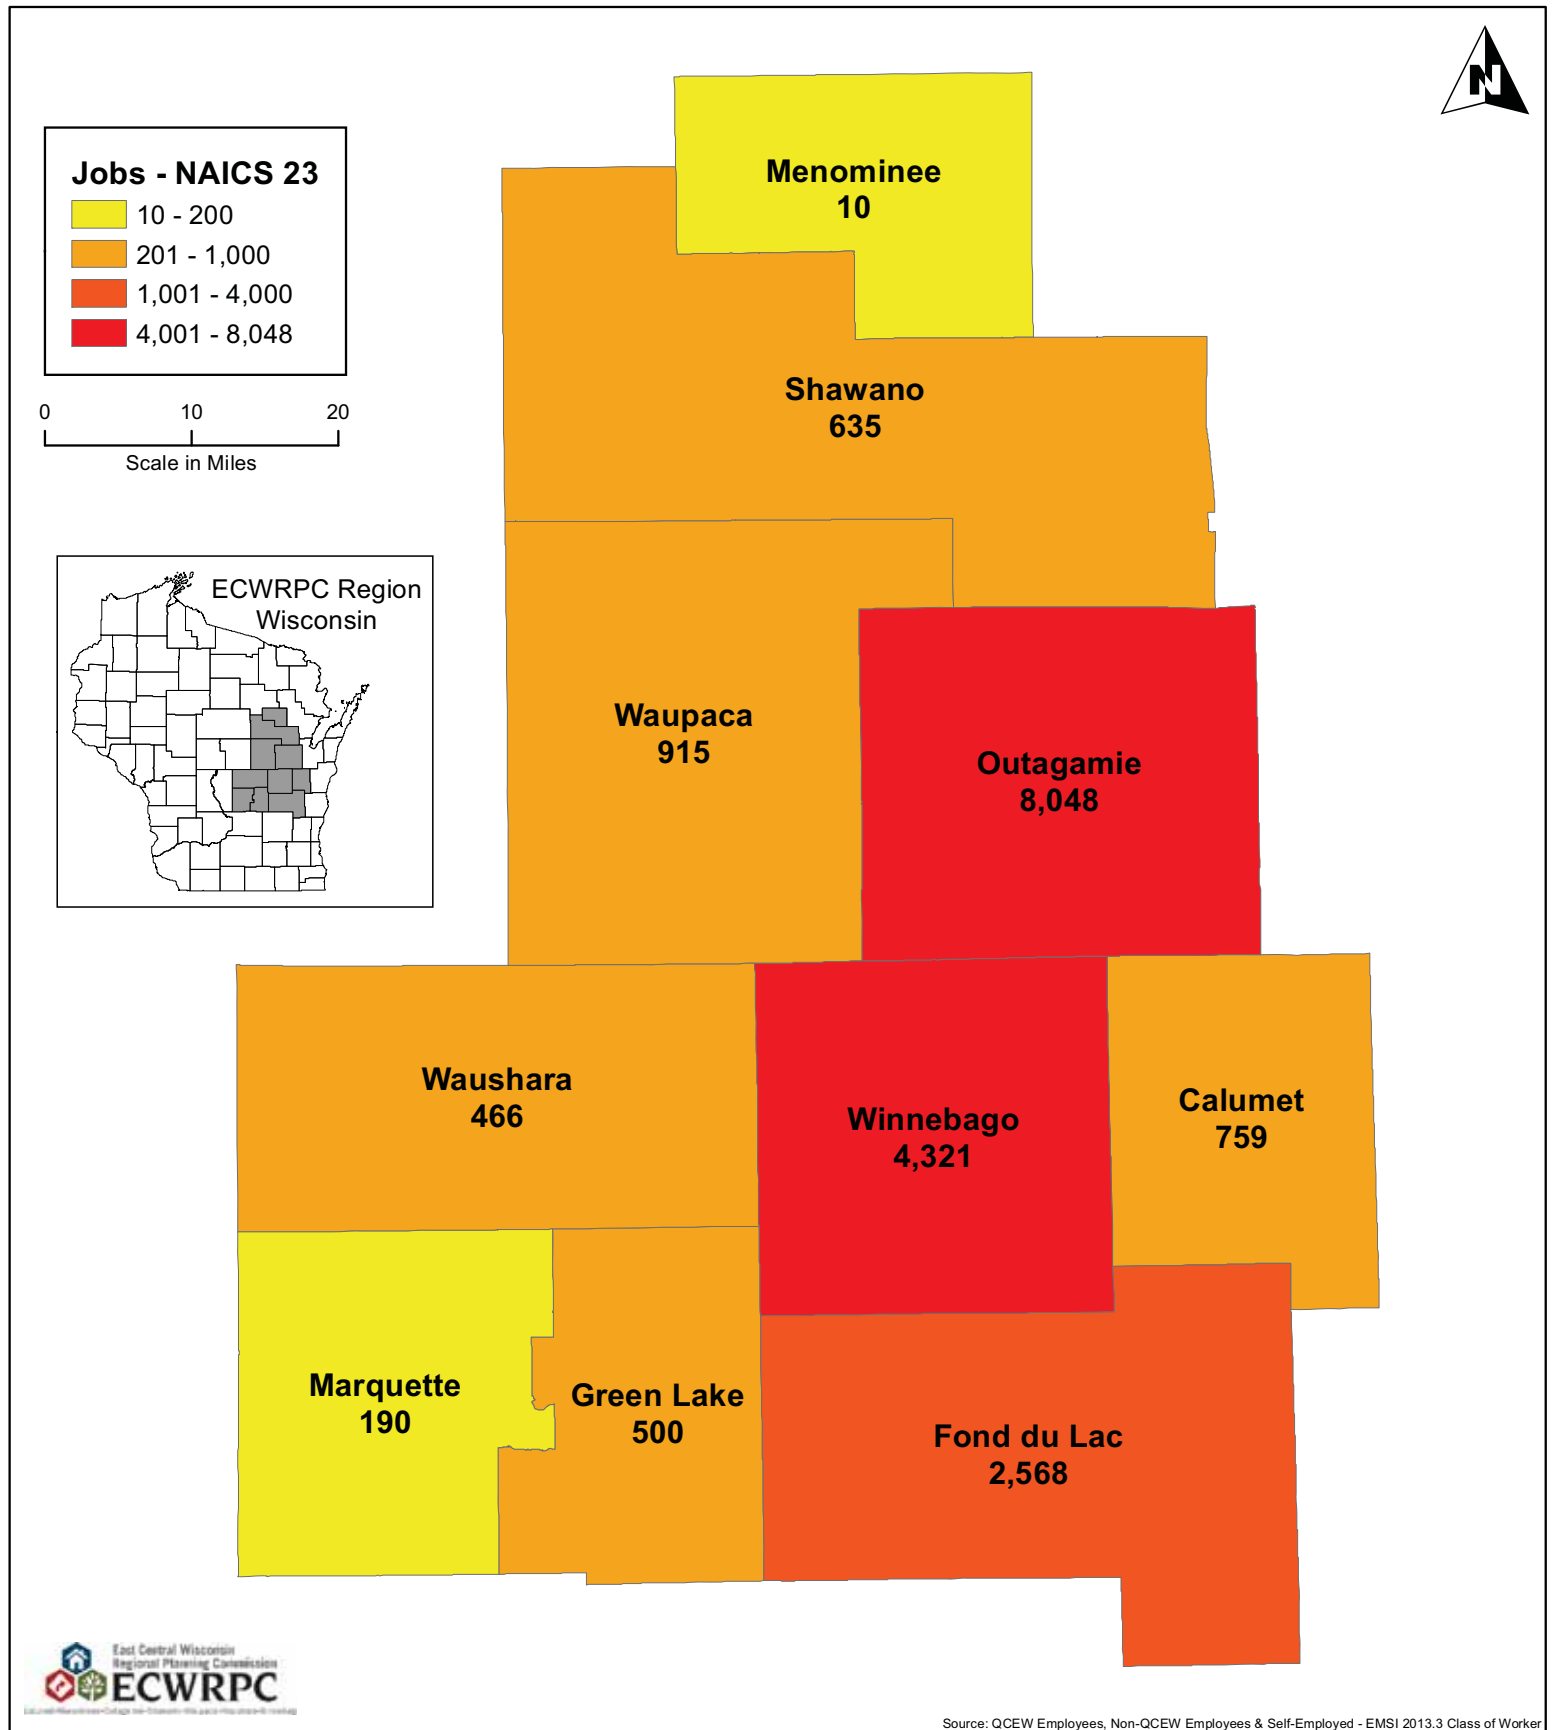 N
Jobs - NAICS 23
10 - 200
201 - 1,000
1,001 - 4,000
4,001 - 8,048
0 10 20
Scale in Miles
ECWRPC Region
Wisconsin
Menominee
10
Shawano
635
Waupaca
915
Outagamie
8,048
Waushara
466
Winnebago
4,321
Calumet
759
Marquette
190
Green Lake
500
Fond du Lac
2,568
East Central Wisconsin
Regional Planning Commission
ECWRPC
Source: QCEW Employees, Non-QCEW Employees & Self-Employed - EMSI 2013.3 Class of Worker